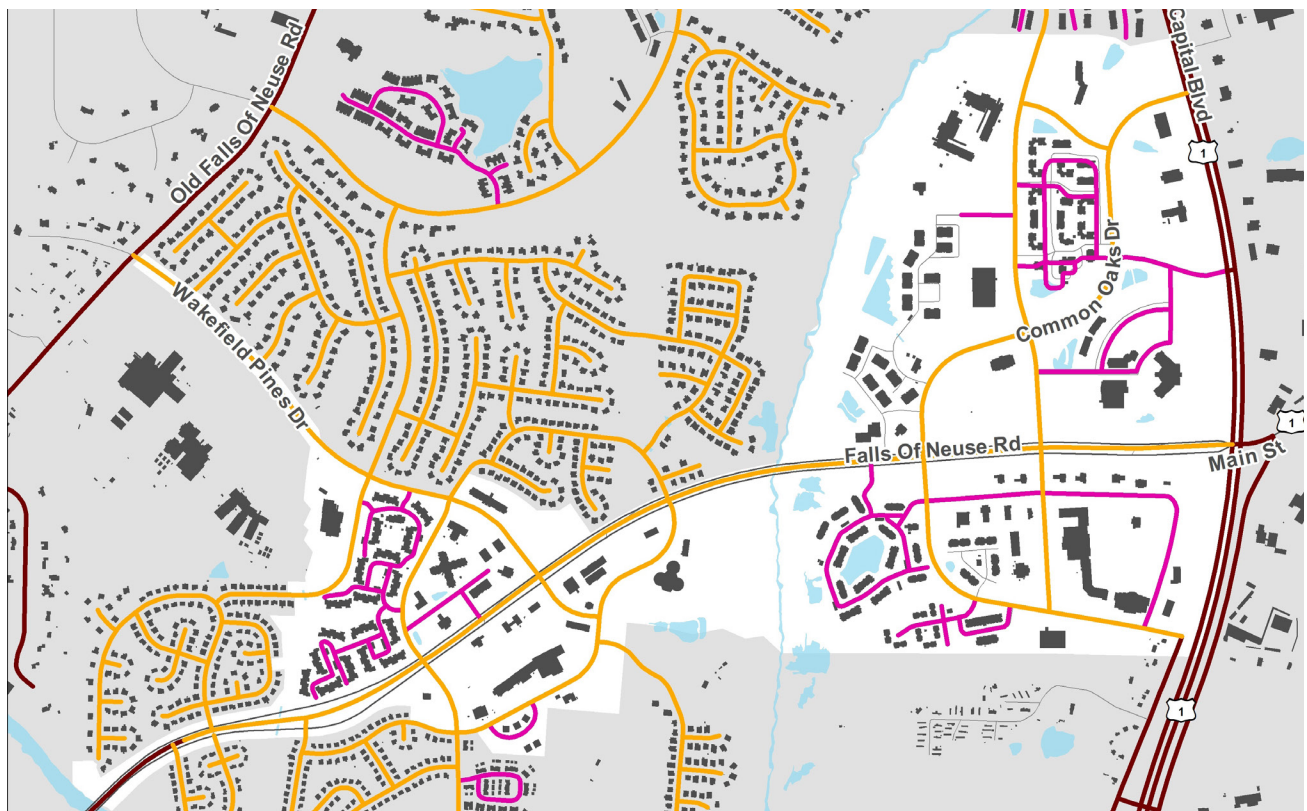 Capital Blvd
Old Falls Of Neuse Rd
1
Common Oaks Dr
Wakefield Pines Dr
1
Falls Of Neuse Rd
Main St
1